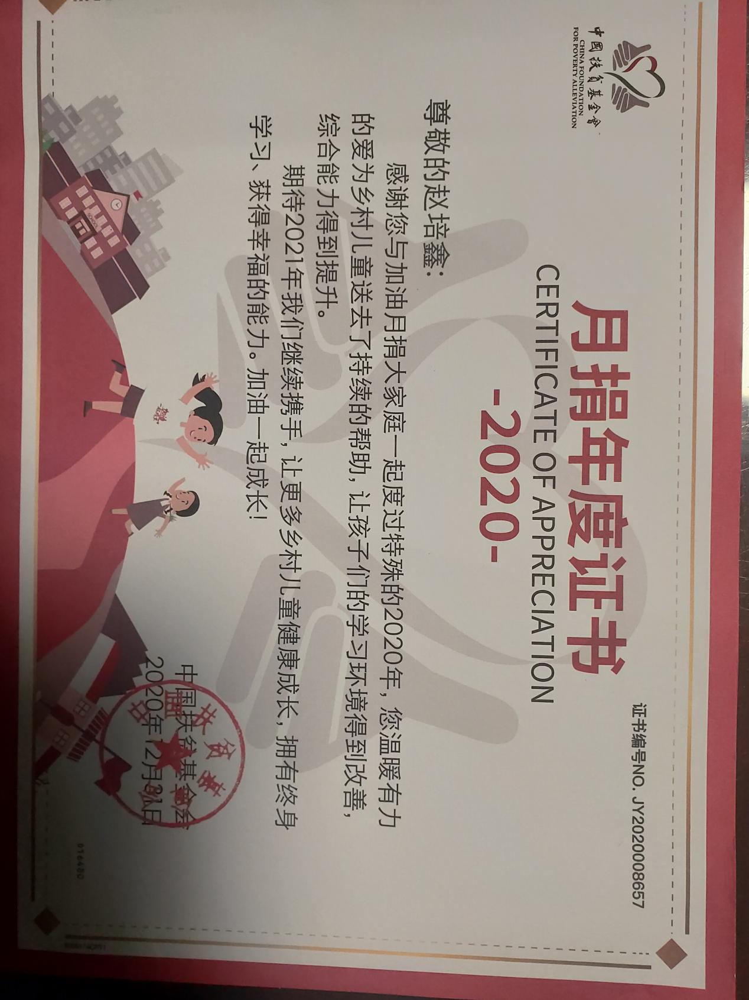 中國扶貧基金會
CHINA FOUNDATION
FOR POVERTY ALLEVIATION
证书编号NO. JY2020008657
月捐年度证书
CERTIFICATE OF APPRECIATION
-2020-
尊敬的赵培鑫：
感谢您与加油月捐大家庭一起度过特殊的2020年，您温暖有力
的爱为乡村儿童送去了持续的帮助，让孩子们的学习环境得到改善，
综合能力得到提升。
期待2021年我们继续携手，让更多乡村儿童健康成长，拥有终身
学习、获得幸福的能力。加油一起成长！
SCHOOL
中国扶贫基金会
2020年12月31日
中国扶贫基金会
016480